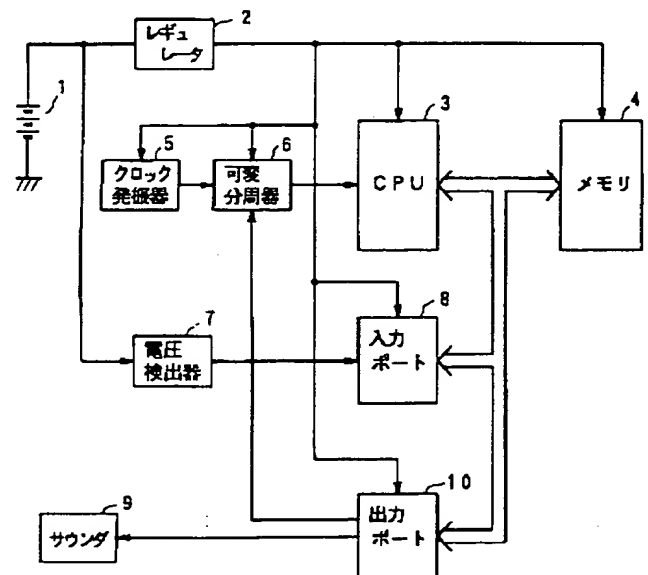 2
レギュ
レータ
1
3
4
5
6
クロック
発振器
可変
分周器
CPU
メモリ
7
8
電圧
検出器
入力
ポート
9
10
サウンダ
出力
ポート